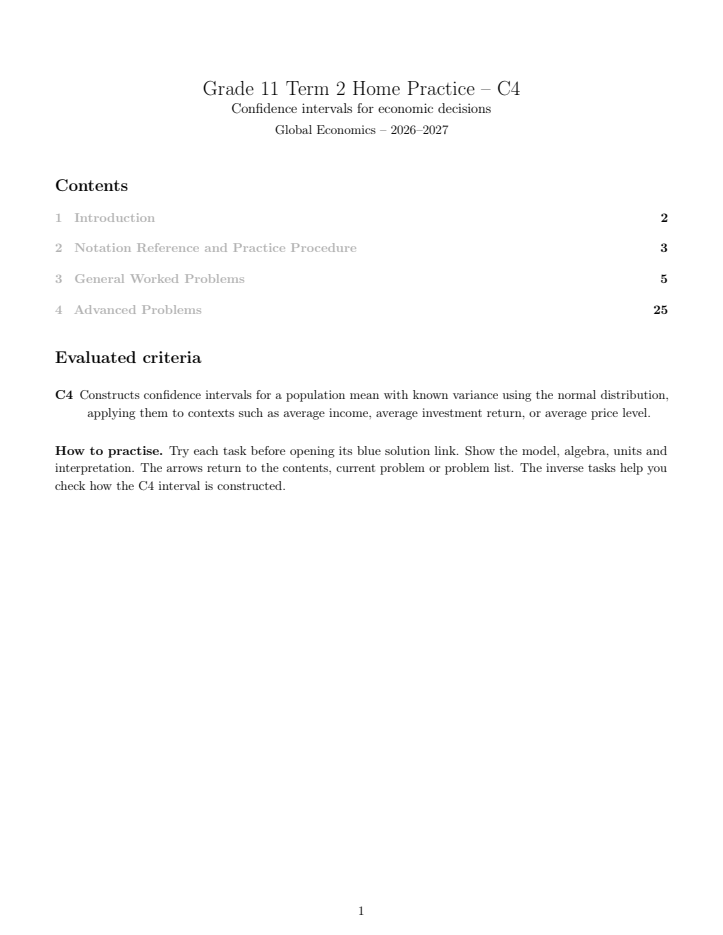 Grade 11 Term 2 Home Practice – C4
Confidence intervals for economic decisions
Global Economics – 2026–2027
Contents
1 Introduction 2
2 Notation Reference and Practice Procedure 3
3 General Worked Problems 5
4 Advanced Problems 25
Evaluated criteria
C4 Constructs confidence intervals for a population mean with known variance using the normal distribution,
applying them to contexts such as average income, average investment return, or average price level.
How to practise. Try each task before opening its blue solution link. Show the model, algebra, units and
interpretation. The arrows return to the contents, current problem or problem list. The inverse tasks help you
check how the C4 interval is constructed.
1